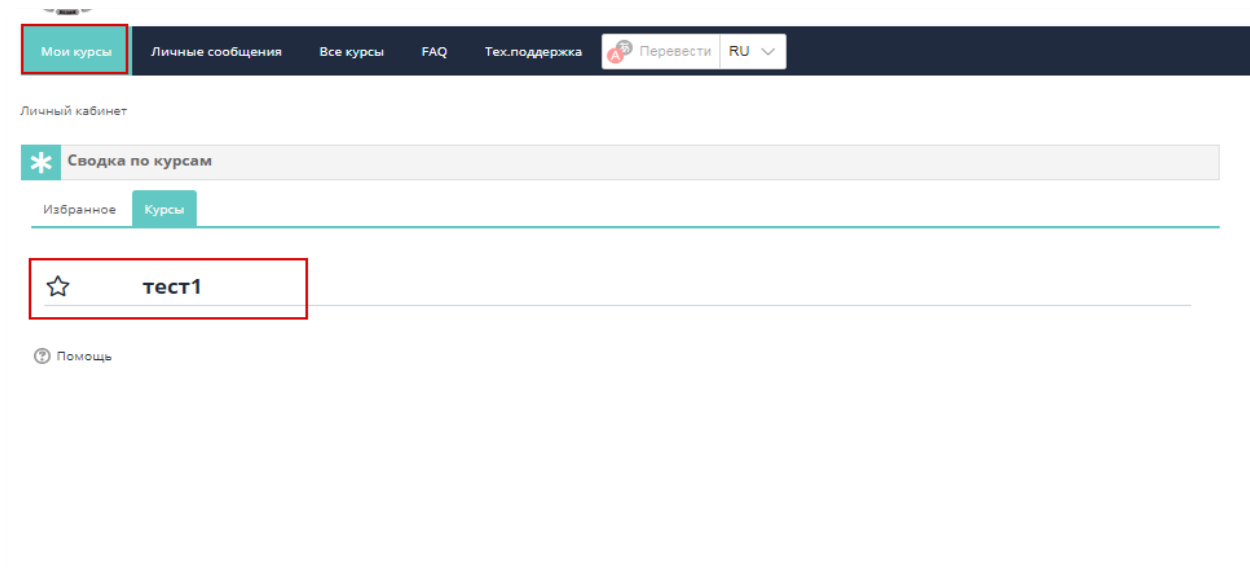 Мои курсы Личные сообщения Все курсы FAQ Тех.поддержка Перевести RU
Личный кабинет
Сводка по курсам
Избранное Курсы
тест1
Помощь